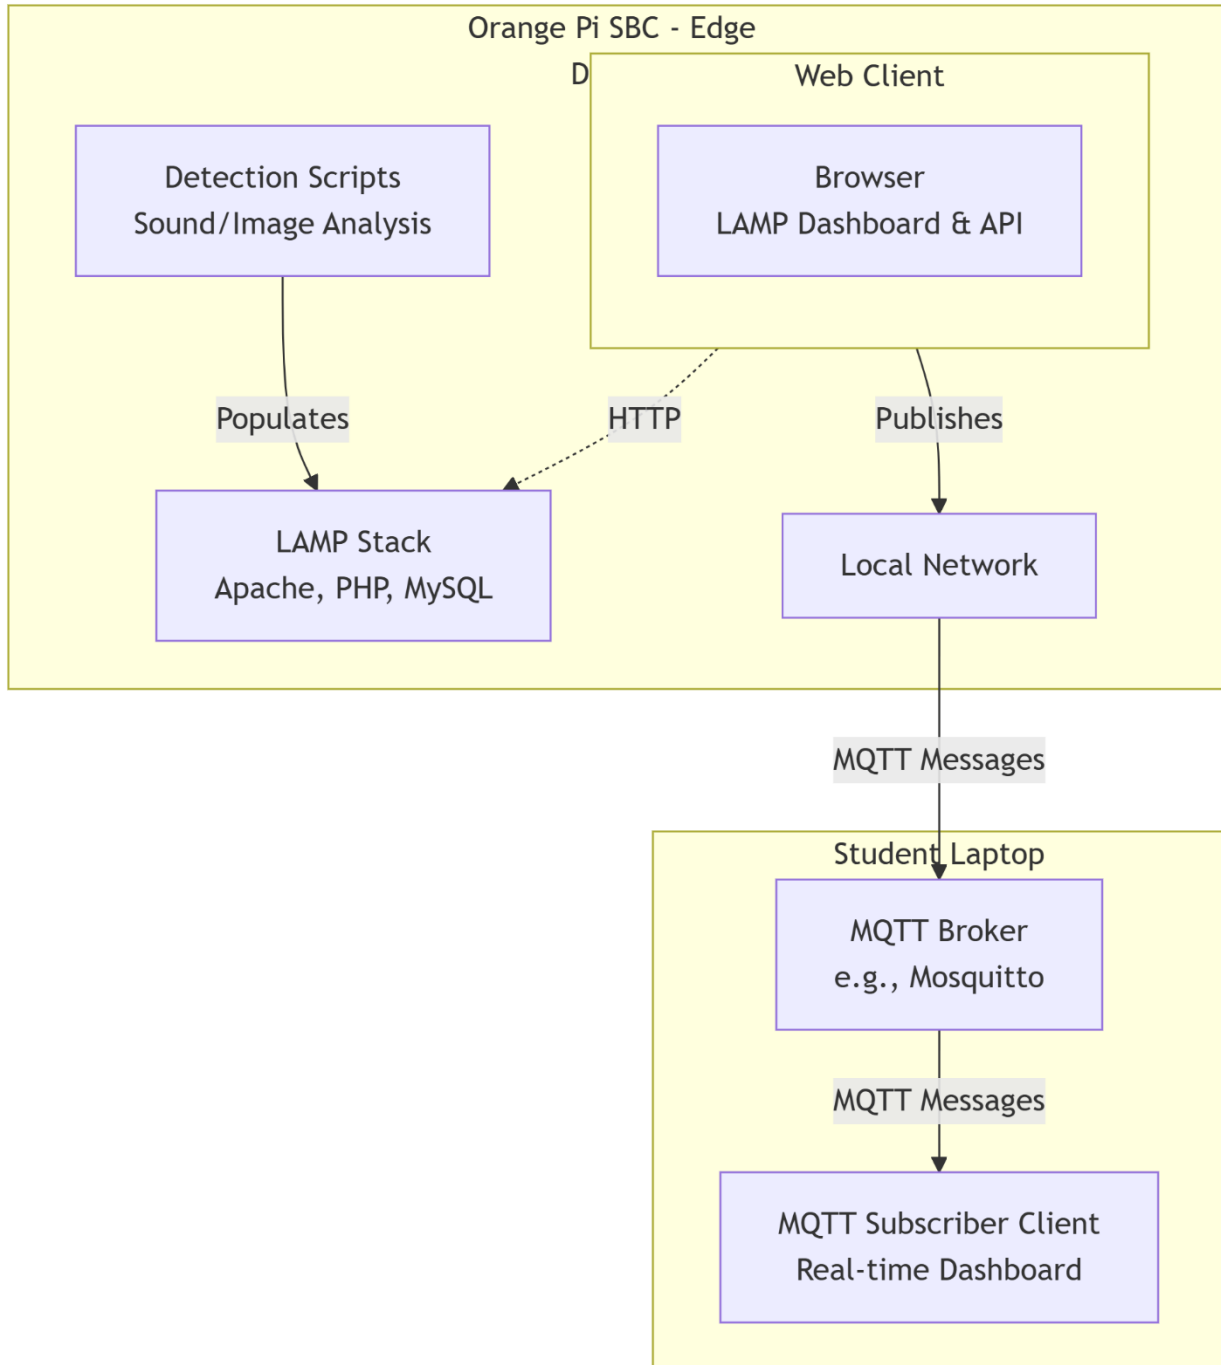 Orange Pi SBC - Edge
D
Web Client
Detection Scripts
Sound/Image Analysis
Browser
LAMP Dashboard & API
Populates
HTTP
Publishes
LAMP Stack
Apache, PHP, MySQL
Local Network
MQTT Messages
Student Laptop
MQTT Broker
e.g., Mosquitto
MQTT Messages
MQTT Subscriber Client
Real-time Dashboard